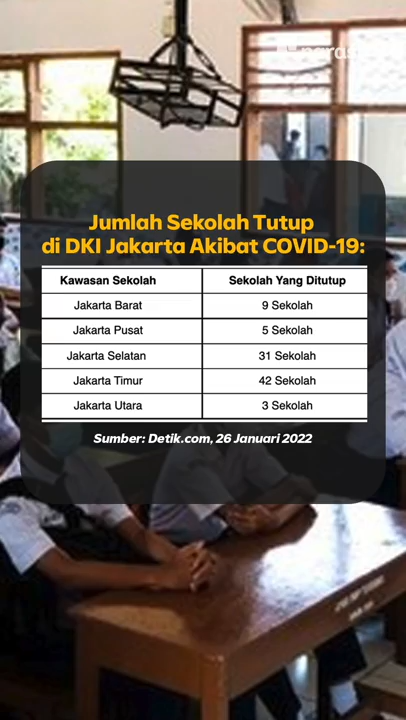 Jumlah Sekolah Tutup
di DKI Jakarta Akibat COVID-19:
Kawasan Sekolah Sekolah Yang Ditutup
Jakarta Barat 9 Sekolah
Jakarta Pusat 5 Sekolah
Jakarta Selatan 31 Sekolah
Jakarta Timur 42 Sekolah
Jakarta Utara 3 Sekolah
Sumber: Detik.com, 26 Januari 2022